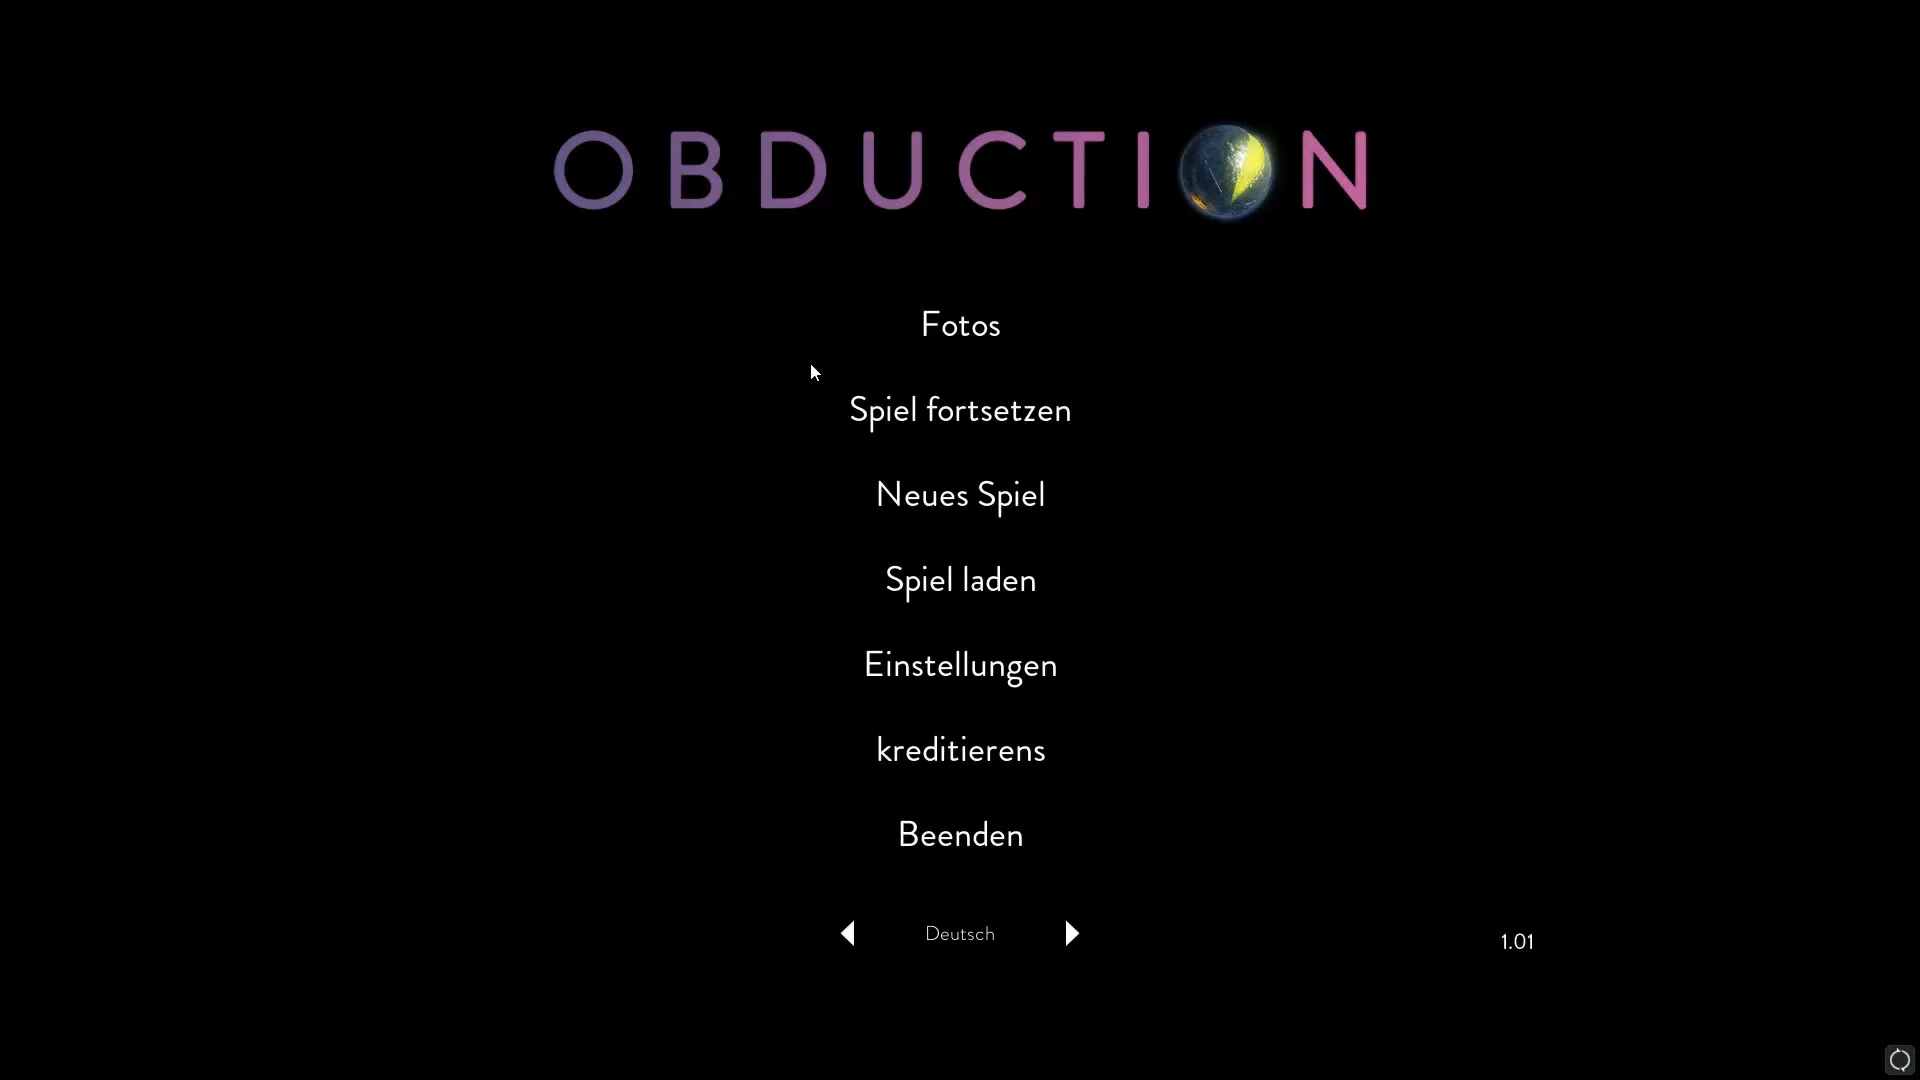 OBDUCTION
Fotos
Spiel fortsetzen
Neues Spiel
Spiel laden
Einstellungen
kreditierens
Beenden
Deutsch
1.01